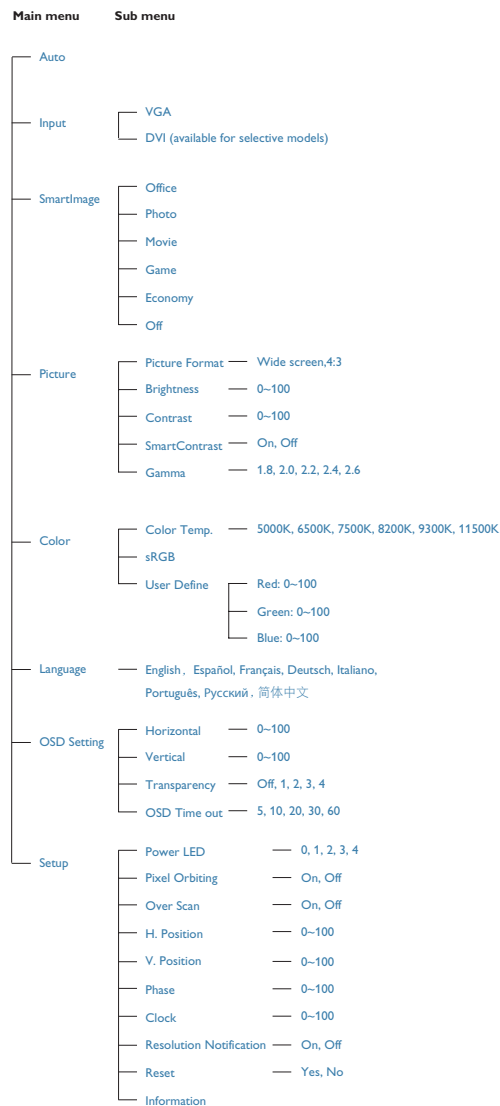 Main menu Sub menu
Auto
Input
VGA
DVI (available for selective models)
SmartImage
Office
Photo
Movie
Game
Economy
Off
Picture
Picture Format Wide screen,4:3
Brightness 0~100
Contrast 0~100
SmartContrast On, Off
Gamma 1.8, 2.0, 2.2, 2.4, 2.6
Color
Color Temp. 5000K, 6500K, 7500K, 8200K, 9300K, 11500K
sRGB
User Define Red: 0~100
Green: 0~100
Blue: 0~100
Language English, Español, Français, Deutsch, Italiano,
Português, Русский, 简体中文
OSD Setting
Horizontal 0~100
Vertical 0~100
Transparency Off, 1, 2, 3, 4
OSD Time out 5, 10, 20, 30, 60
Setup
Power LED 0, 1, 2, 3, 4
Pixel Orbiting On, Off
Over Scan On, Off
H. Position 0~100
V. Position 0~100
Phase 0~100
Clock 0~100
Resolution Notification On, Off
Reset Yes, No
Information